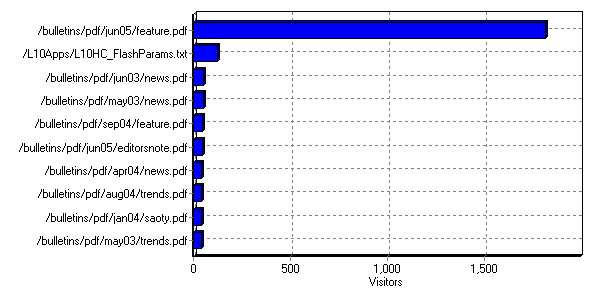 /bulletins/pdf/jun05/feature.pdf
/L10Apps/L10HC_FlashParams.txt
/bulletins/pdf/jun03/news.pdf
/bulletins/pdf/may03/news.pdf
/bulletins/pdf/sep04/feature.pdf
/bulletins/pdf/jun05/editorsnote.pdf
/bulletins/pdf/apr04/news.pdf
/bulletins/pdf/aug04/trends.pdf
/bulletins/pdf/jan04/saoty.pdf
/bulletins/pdf/may03/trends.pdf
0 500 1,000 1,500
Visitors